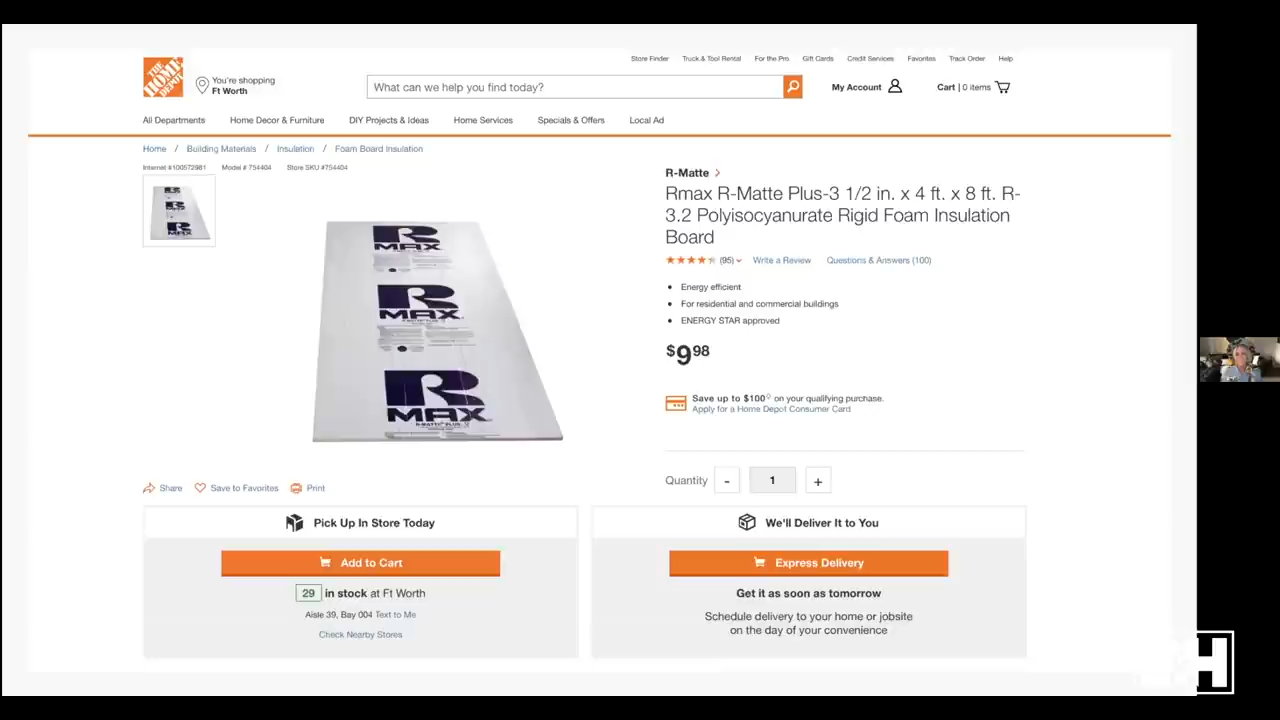 THE HOME DEPOT
You're shopping
Ft Worth
Store Finder Truck & Tool Rental For the Pro Gift Cards Credit Services Favorites Track Order Help
What can we help you find today?
My Account
Cart | 0 items
All Departments Home Decor & Furniture DIY Projects & Ideas Home Services Specials & Offers Local Ad
Home / Building Materials / Insulation / Foam Board Insulation
Internet #100572981 Model # 754404 Store SKU #754404
R MAX
R MAX
R MAX
R-Matte
Rmax R-Matte Plus-3 1/2 in. x 4 ft. x 8 ft. R-
3.2 Polyisocyanurate Rigid Foam Insulation
Board
(95) Write a Review Questions & Answers (100)
• Energy efficient
• For residential and commercial buildings
• ENERGY STAR approved
$9 98
Save up to $100◊ on your qualifying purchase.
Apply for a Home Depot Consumer Card
Quantity - 1 +
Share Save to Favorites Print
Pick Up In Store Today
Add to Cart
29 in stock at Ft Worth
Aisle 39, Bay 004 Text to Me
Check Nearby Stores
We'll Deliver It to You
Express Delivery
Get it as soon as tomorrow
Schedule delivery to your home or jobsite
on the day of your convenience
H